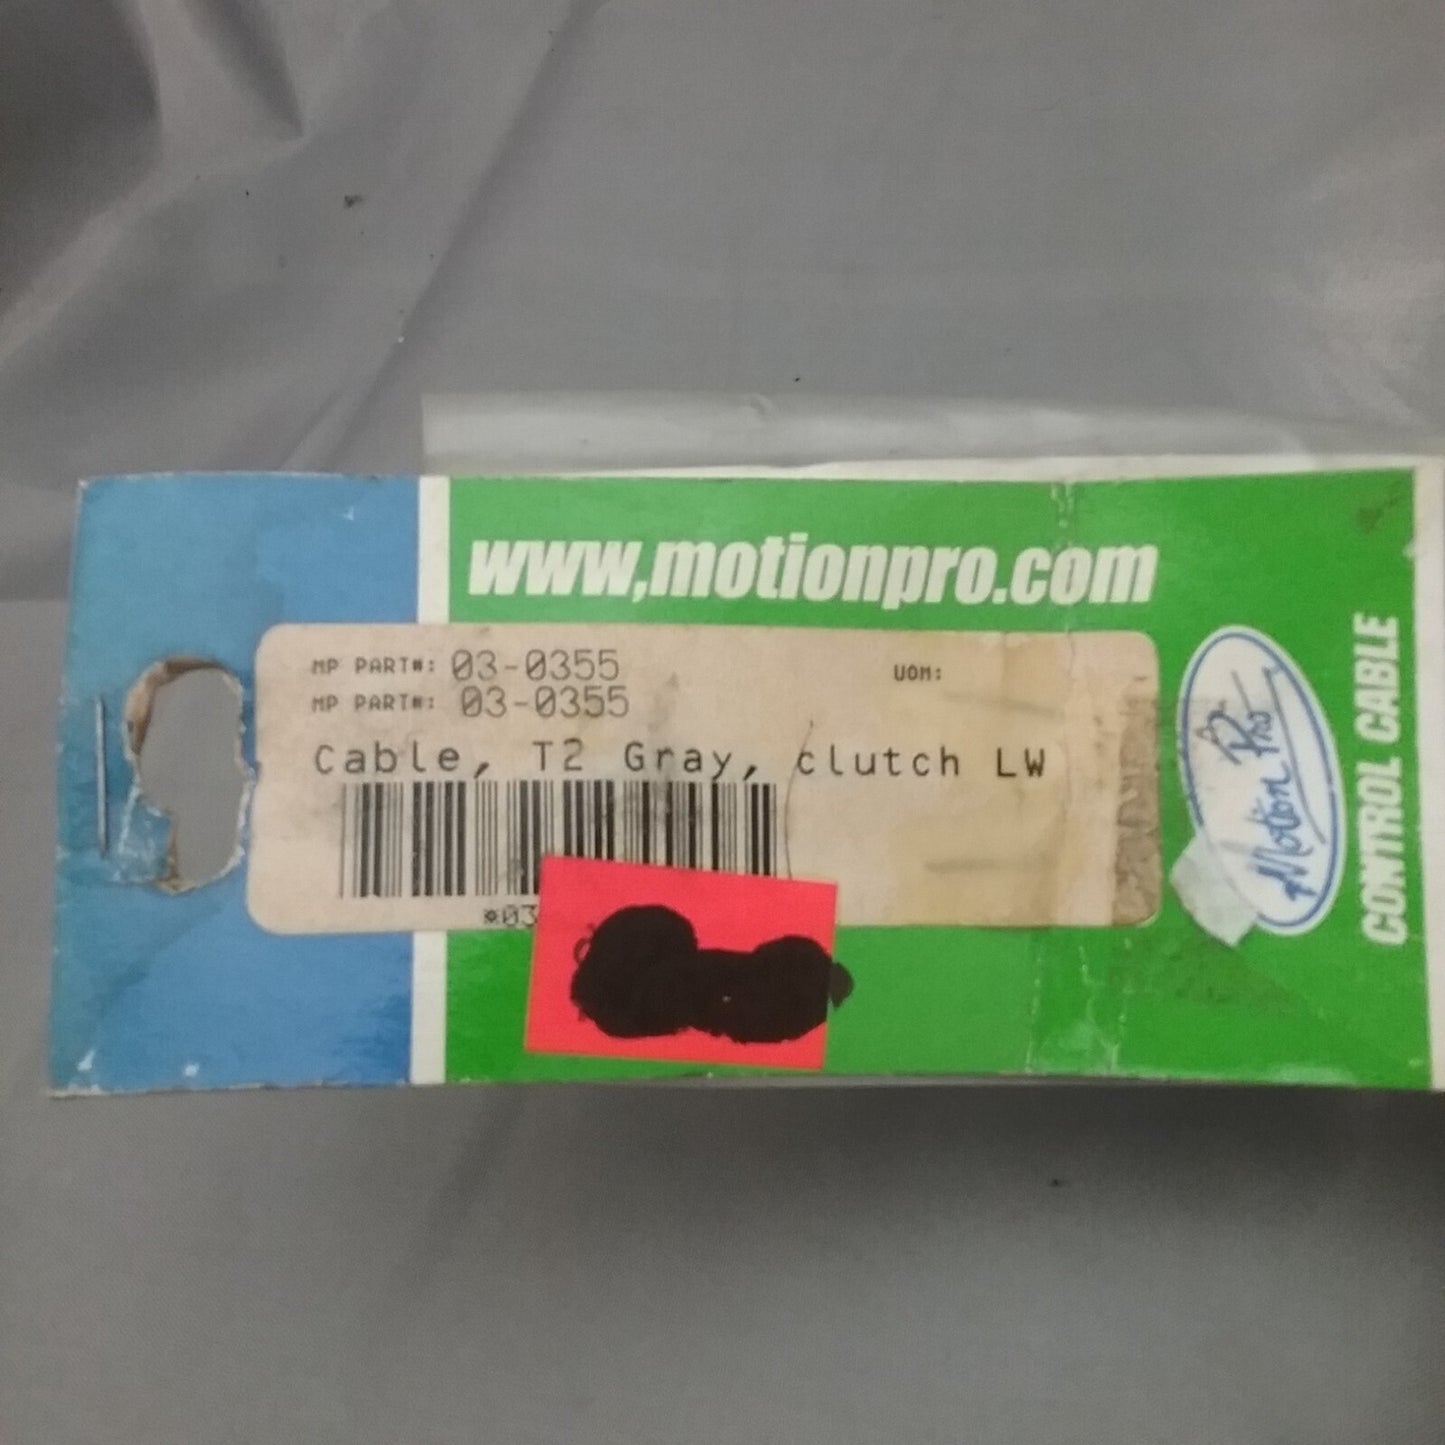 www.motionpro.com
MP PART#: 03-0355 UOM:
MP PART#: 03-0355
Cable, T2 Gray, clutch LW
*03
Motion Pro
CONTROL CABLE